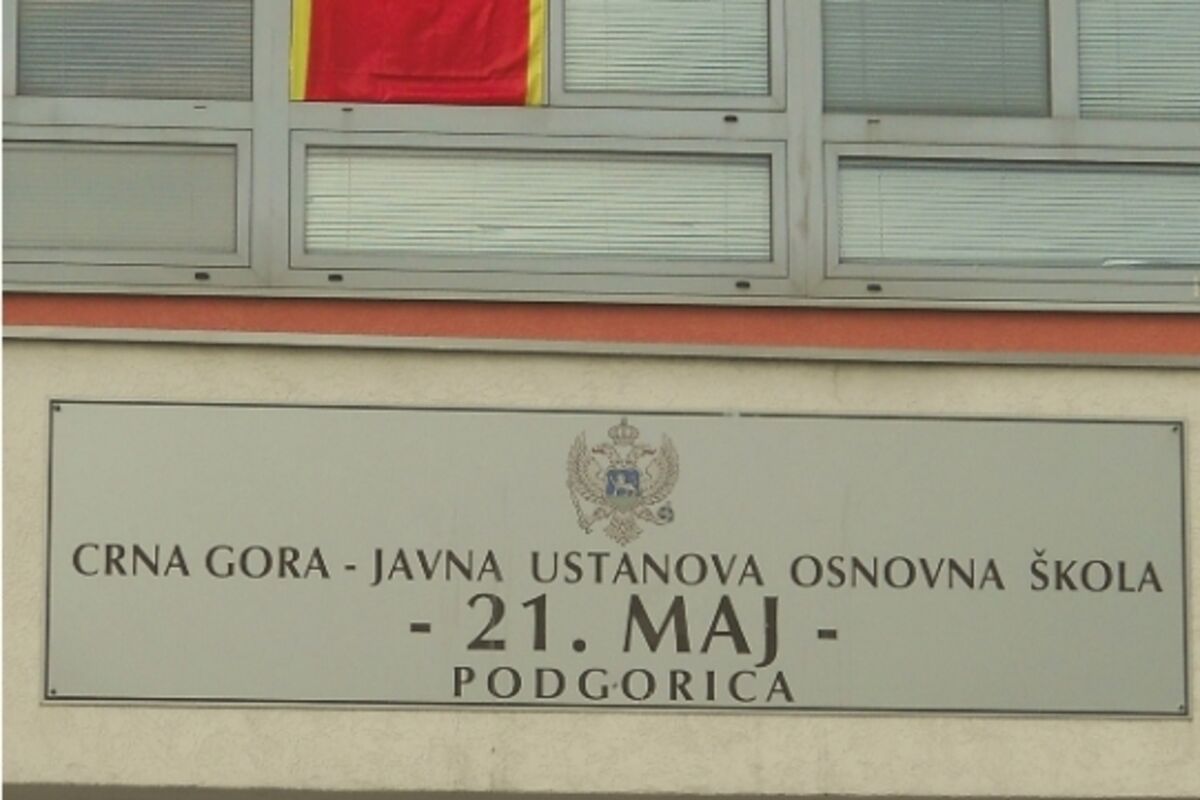 CRNA GORA - JAVNA USTANOVA OSNOVNA ŠKOLA
- 21. MAJ -
PODGORICA